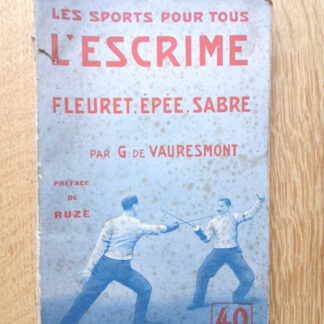 LES SPORTS POUR TOUS
L'ESCRIME
FLEURET. ÉPÉE. SABRE
PAR G. DE VAURESMONT
PRÉFACE
DE
RUZÉ
40